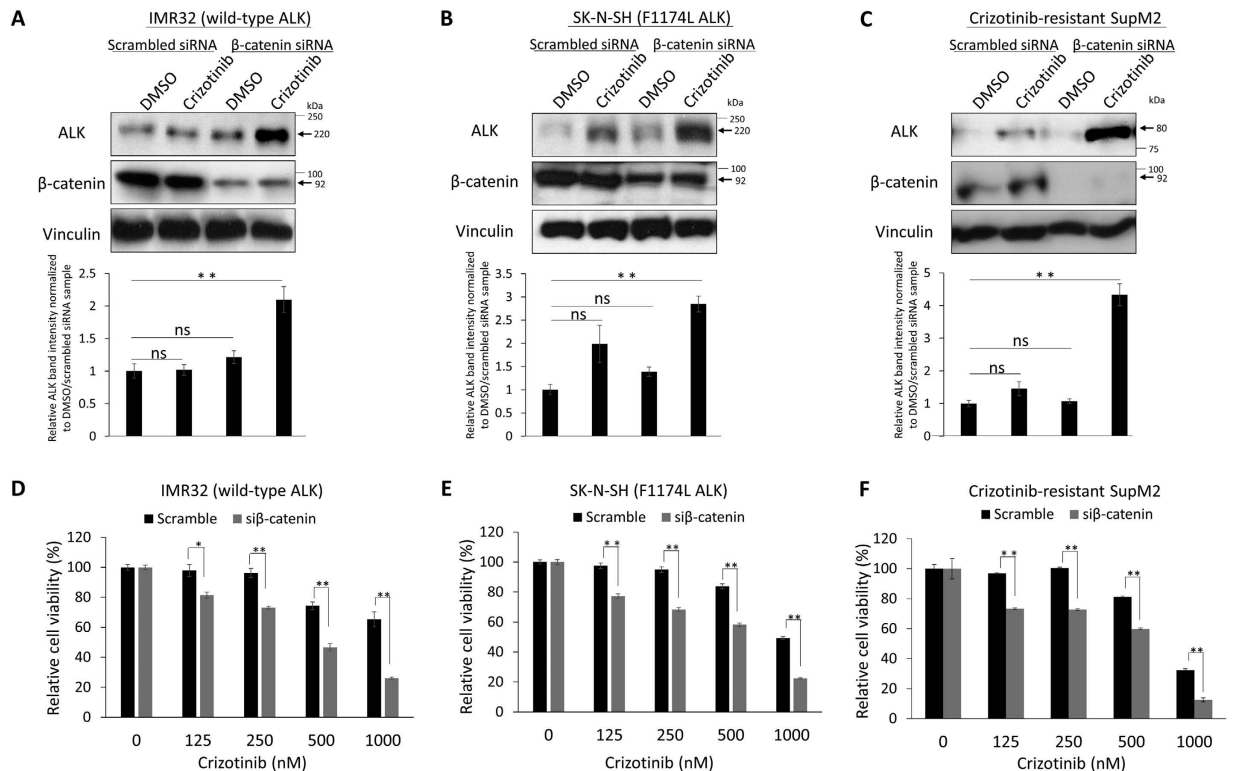 A
IMR32 (wild-type ALK)
Scrambled siRNA
β-catenin siRNA
DMSO
Crizotinib
DMSO
Crizotinib
kDa
ALK
250
220
β-catenin
100
92
Vinculin
Relative ALK band intensity normalized
to DMSO/scrambled siRNA sample
2.5
2
1.5
1
0.5
0
ns
ns
**
B
SK-N-SH (F1174L ALK)
Scrambled siRNA
β-catenin siRNA
DMSO
Crizotinib
DMSO
Crizotinib
kDa
ALK
250
220
β-catenin
100
92
Vinculin
Relative ALK band intensity normalized
to DMSO/scrambled siRNA sample
3.5
3
2.5
2
1.5
1
0.5
0
ns
ns
**
C
Crizotinib-resistant SupM2
Scrambled siRNA
β-catenin siRNA
DMSO
Crizotinib
DMSO
Crizotinib
kDa
ALK
80
75
β-catenin
100
92
Vinculin
Relative ALK band intensity normalized
to DMSO/scrambled siRNA sample
5
4
3
2
1
0
ns
ns
**
D
IMR32 (wild-type ALK)
Scramble siβ-catenin
Relative cell viability (%)
120
100
80
60
40
20
0
* ** ** **
0 125 250 500 1000
Crizotinib (nM)
E
SK-N-SH (F1174L ALK)
Scramble siβ-catenin
Relative cell viability (%)
120
100
80
60
40
20
0
** ** ** **
0 125 250 500 1000
Crizotinib (nM)
F
Crizotinib-resistant SupM2
Scramble siβ-catenin
Relative cell viability (%)
120
100
80
60
40
20
0
** ** ** **
0 125 250 500 1000
Crizotinib (nM)